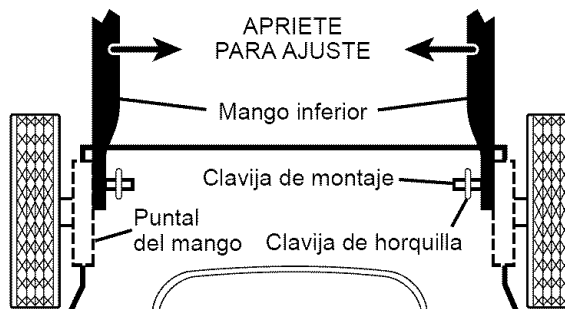 APRIETE
PARA AJUSTE
Mango inferior
Clavija de montaje
Puntal
del mango
Clavija de horquilla